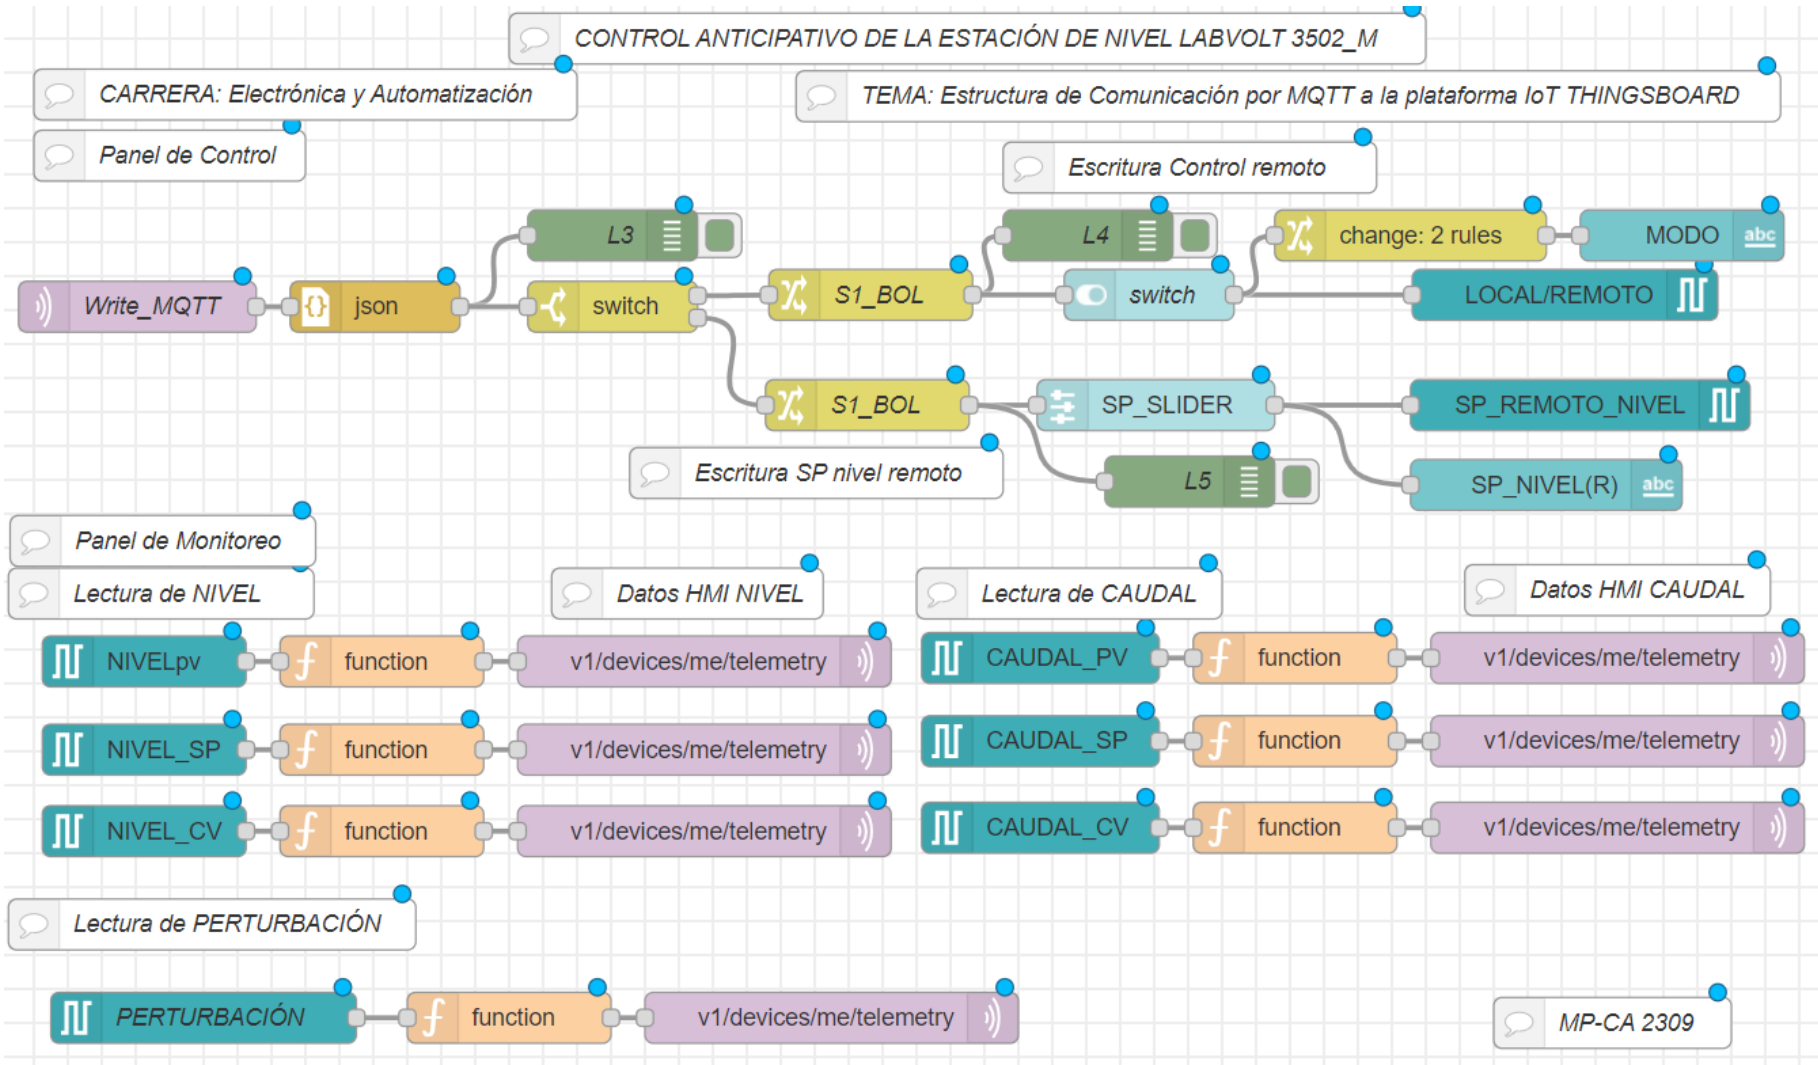 CONTROL ANTICIPATIVO DE LA ESTACIÓN DE NIVEL LABVOLT 3502_M
CARRERA: Electrónica y Automatización
TEMA: Estructura de Comunicación por MQTT a la plataforma IoT THINGSBOARD
Panel de Control
Escritura Control remoto
L3
L4
change: 2 rules
MODO
abc
Write_MQTT
json
switch
S1_BOL
switch
LOCAL/REMOTO
S1_BOL
SP_SLIDER
SP_REMOTO_NIVEL
Escritura SP nivel remoto
L5
SP_NIVEL(R)
abc
Panel de Monitoreo
Lectura de NIVEL
Datos HMI NIVEL
Lectura de CAUDAL
Datos HMI CAUDAL
NIVELpv
function
v1/devices/me/telemetry
CAUDAL_PV
function
v1/devices/me/telemetry
NIVEL_SP
function
v1/devices/me/telemetry
CAUDAL_SP
function
v1/devices/me/telemetry
NIVEL_CV
function
v1/devices/me/telemetry
CAUDAL_CV
function
v1/devices/me/telemetry
Lectura de PERTURBACIÓN
PERTURBACIÓN
function
v1/devices/me/telemetry
MP-CA 2309